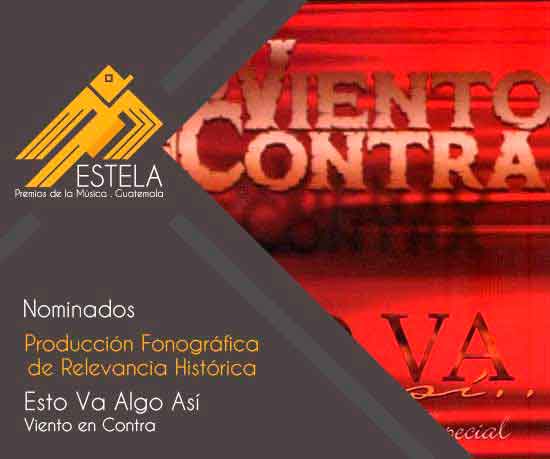 ESTELA
Premios de la Música . Guatemala
Nominados
Producción Fonográfica
de Relevancia Histórica
Esto Va Algo Así
Viento en Contra
VIENTO
CONTRA
VA
sí...